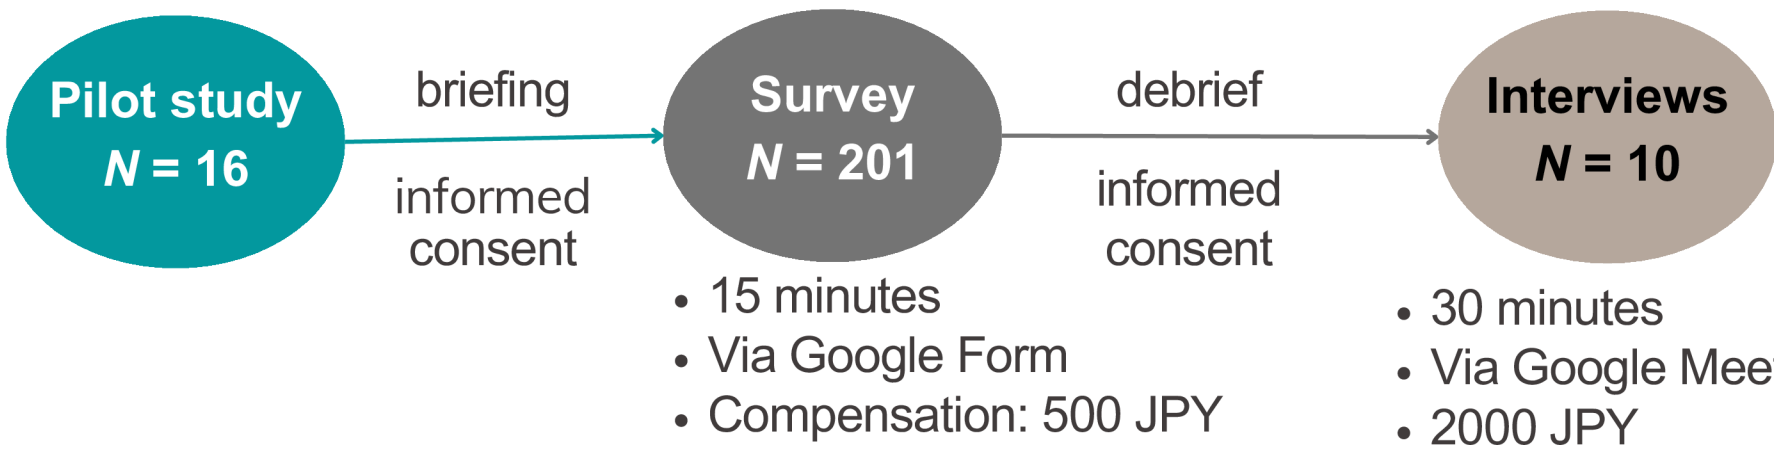 Pilot study
N = 16
briefing
informed
consent
Survey
N = 201
• 15 minutes
• Via Google Form
• Compensation: 500 JPY
debrief
informed
consent
Interviews
N = 10
• 30 minutes
• Via Google Mee
• 2000 JPY